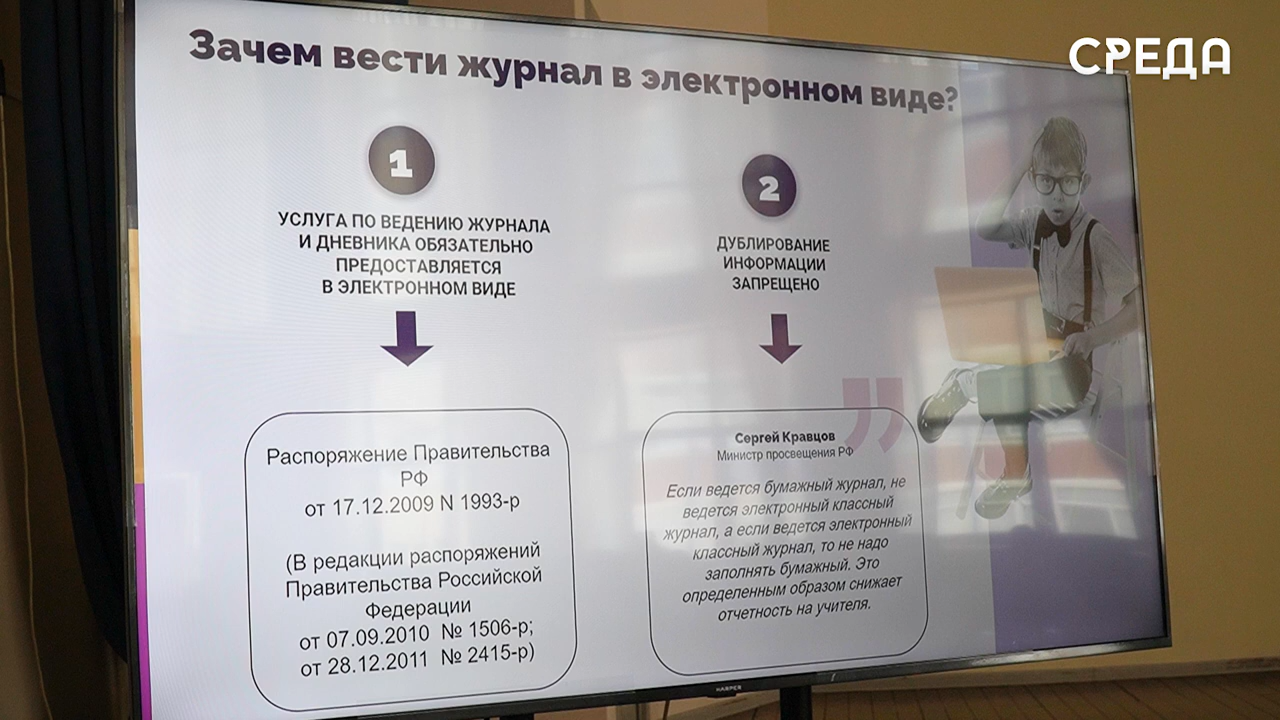 СРЕДА
Зачем вести журнал в электронном виде?
1
УСЛУГА ПО ВЕДЕНИЮ ЖУРНАЛА
И ДНЕВНИКА ОБЯЗАТЕЛЬНО
ПРЕДОСТАВЛЯЕТСЯ
В ЭЛЕКТРОННОМ ВИДЕ
Распоряжение Правительства
РФ
от 17.12.2009 N 1993-р
(В редакции распоряжений
Правительства Российской
Федерации
от 07.09.2010 № 1506-р;
от 28.12.2011 № 2415-р)
2
ДУБЛИРОВАНИЕ
ИНФОРМАЦИИ
ЗАПРЕЩЕНО
”
Сергей Кравцов
Министр просвещения РФ
Если ведется бумажный журнал, не
ведется электронный классный
журнал, а если ведется электронный
классный журнал, то не надо
заполнять бумажный. Это
определенным образом снижает
отчетность на учителя.
HARPER